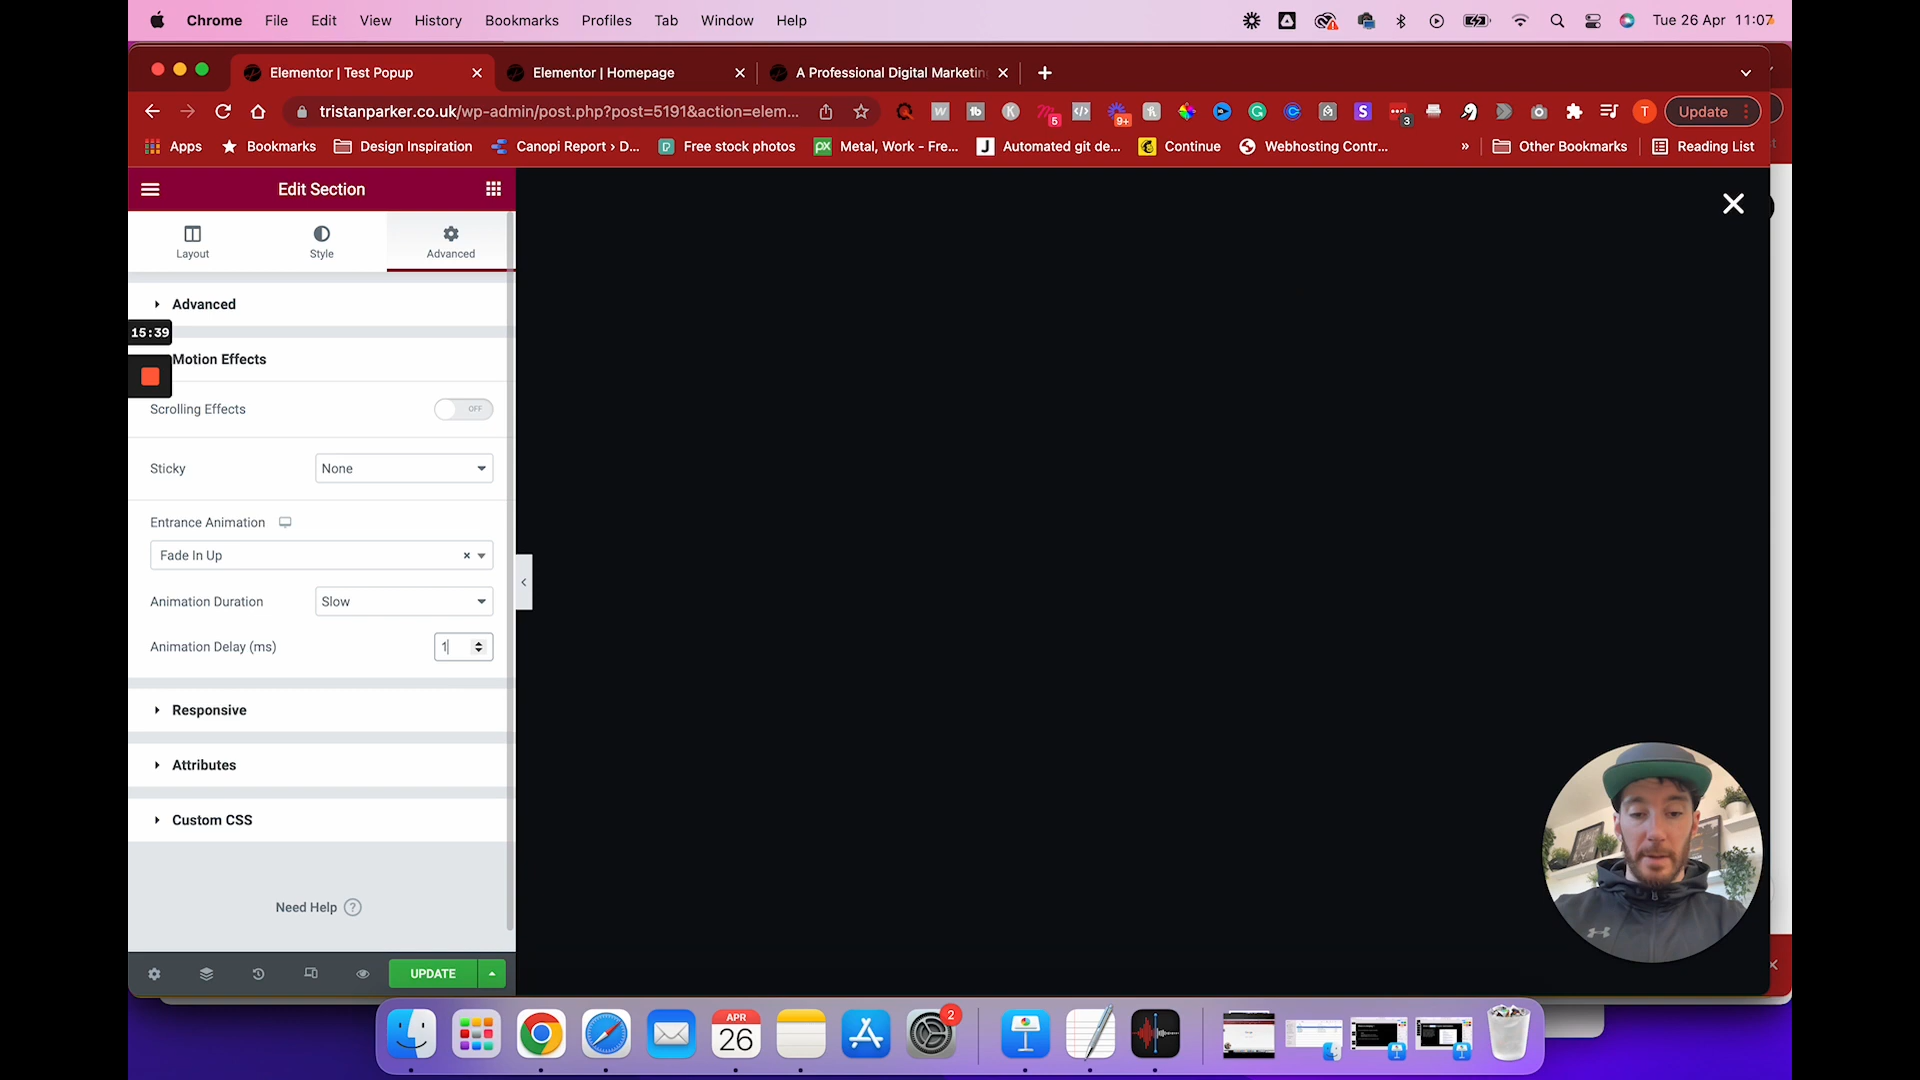 Chrome File Edit View History Bookmarks Profiles Tab Window Help Tue 26 Apr 11:07
Elementor | Test Popup Elementor | Homepage A Professional Digital Marketin
tristanparker.co.uk/wp-admin/post.php?post=5191&action=elem... 5 9+ 3 T Update
Apps Bookmarks Design Inspiration Canopi Report › D... Free stock photos Metal, Work - Fre... Automated git de... Continue Webhosting Contr... » Other Bookmarks Reading List
Edit Section
Layout Style Advanced
Advanced
15:39
Motion Effects
Scrolling Effects OFF
Sticky None
Entrance Animation
Fade In Up
Animation Duration Slow
Animation Delay (ms) 1
Responsive
Attributes
Custom CSS
Need Help ?
UPDATE
APR
26
2